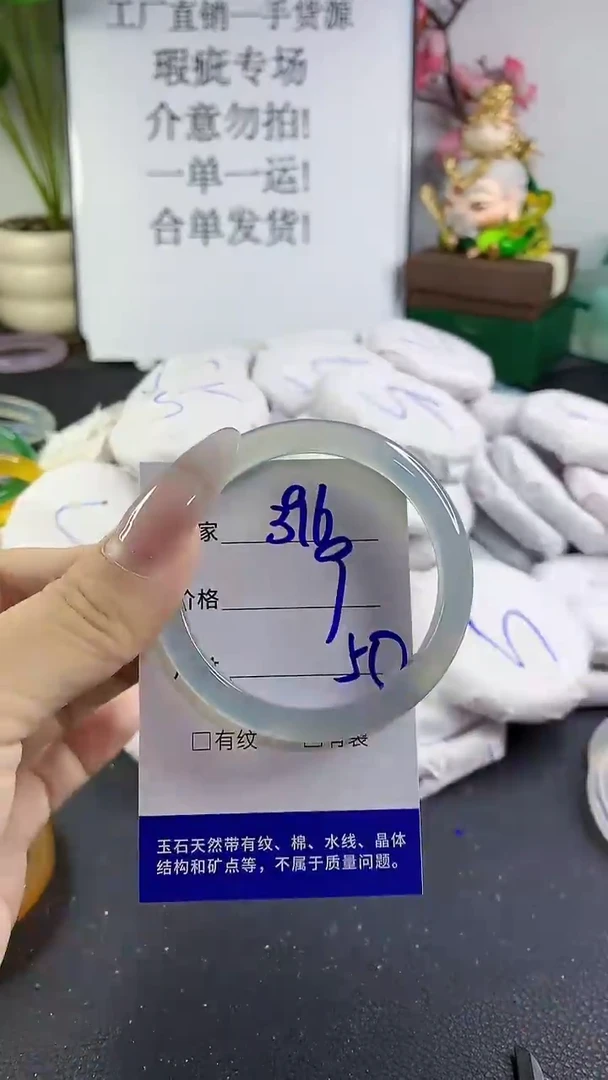 工厂直销一手货源
瑕疵专场
介意勿拍!
一单一运!
合单发货!
家 396
价格 9
50
□有纹
玉石天然带有纹、棉、水线、晶体
结构和矿点等，不属于质量问题。